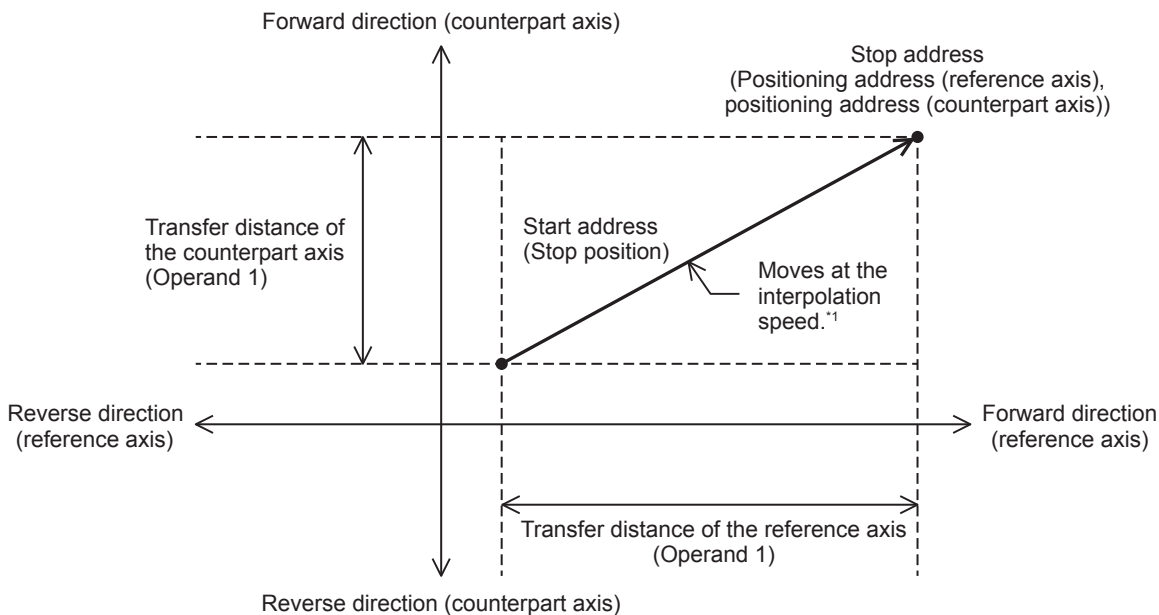 Forward direction (counterpart axis)
Stop address
(Positioning address (reference axis),
positioning address (counterpart axis))
Transfer distance of
the counterpart axis
(Operand 1)
Start address
(Stop position)
Moves at the
interpolation
speed.*1
Reverse direction
(reference axis)
Forward direction
(reference axis)
Transfer distance of the reference axis
(Operand 1)
Reverse direction (counterpart axis)